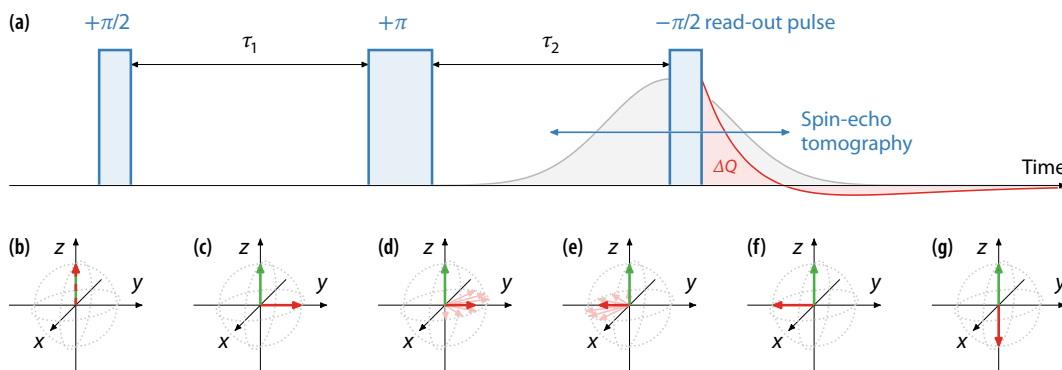 (a)
+π/2
+π
−π/2 read-out pulse
τ1
τ2
Spin-echo
tomography
ΔQ
Time
(b)
z
y
x
(c)
z
y
x
(d)
z
y
x
(e)
z
y
x
(f)
z
y
x
(g)
z
y
x